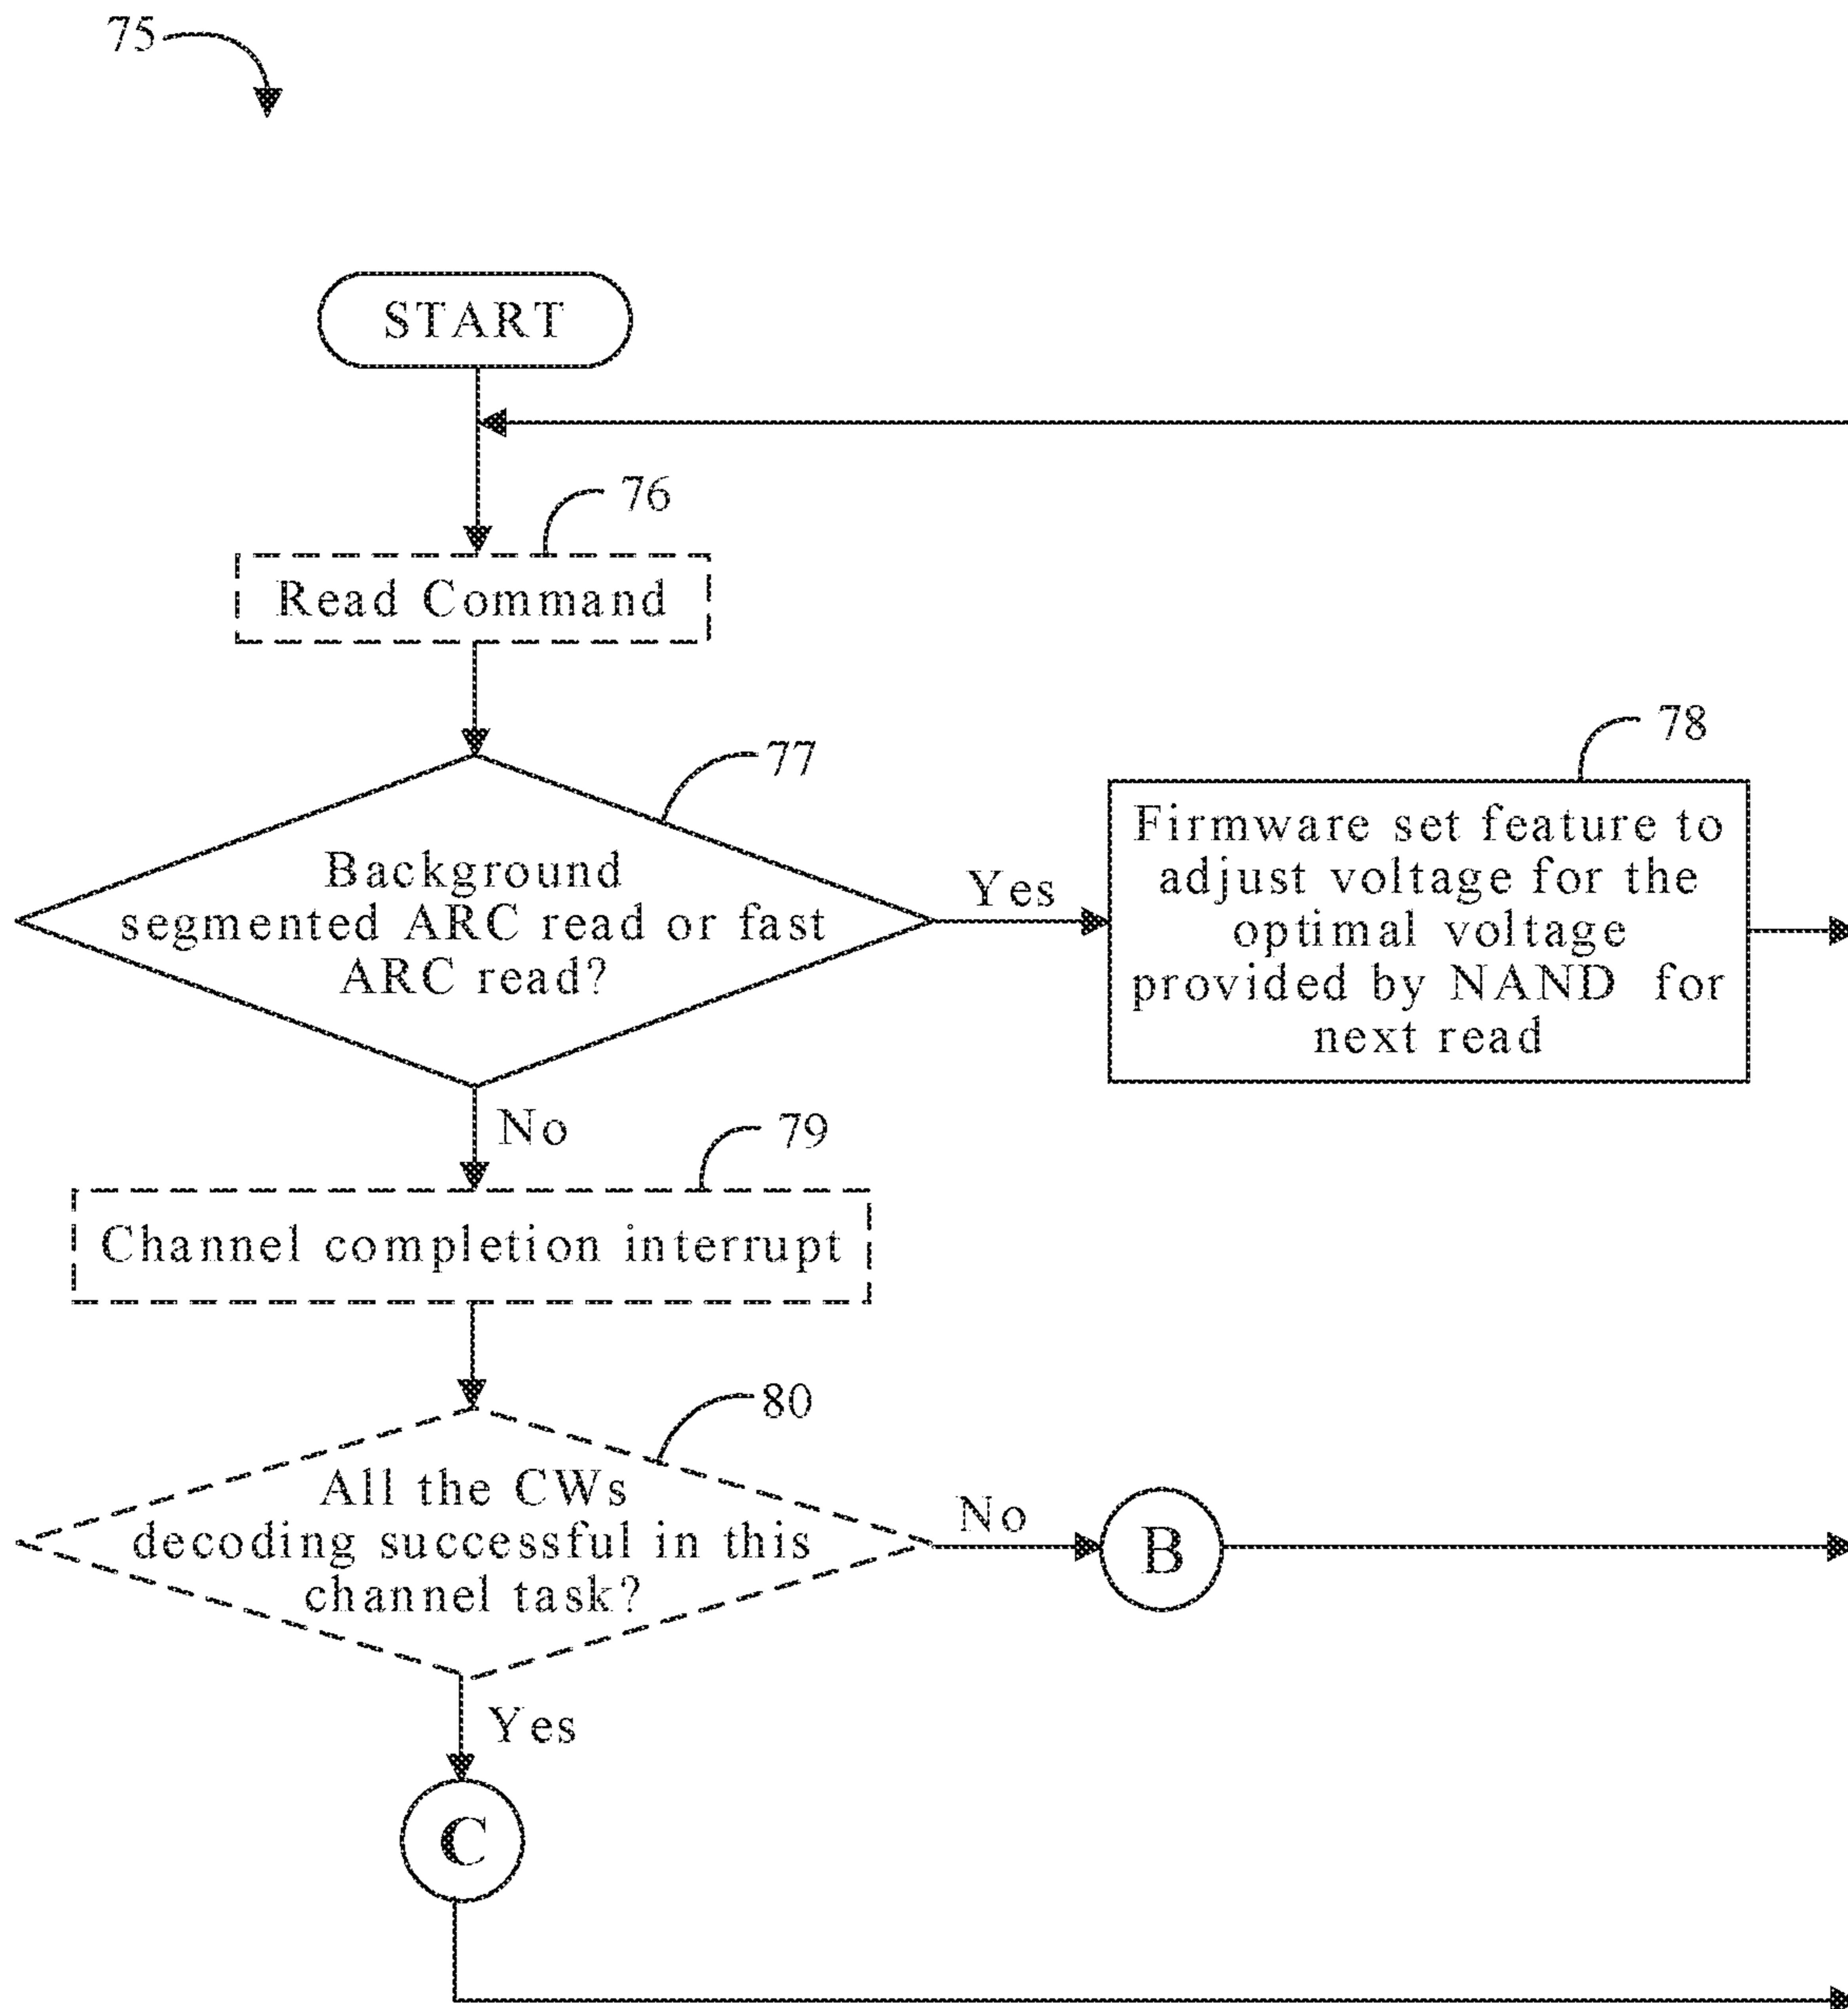 75
START
76
Read Command
77
78
Background
segmented ARC read or fast
ARC read?
Yes
Firmware set feature to
adjust voltage for the
optimal voltage
provided by NAND for
next read
No
79
Channel completion interrupt
80
All the CWs
decoding successful in this
channel task?
No
B
Yes
C